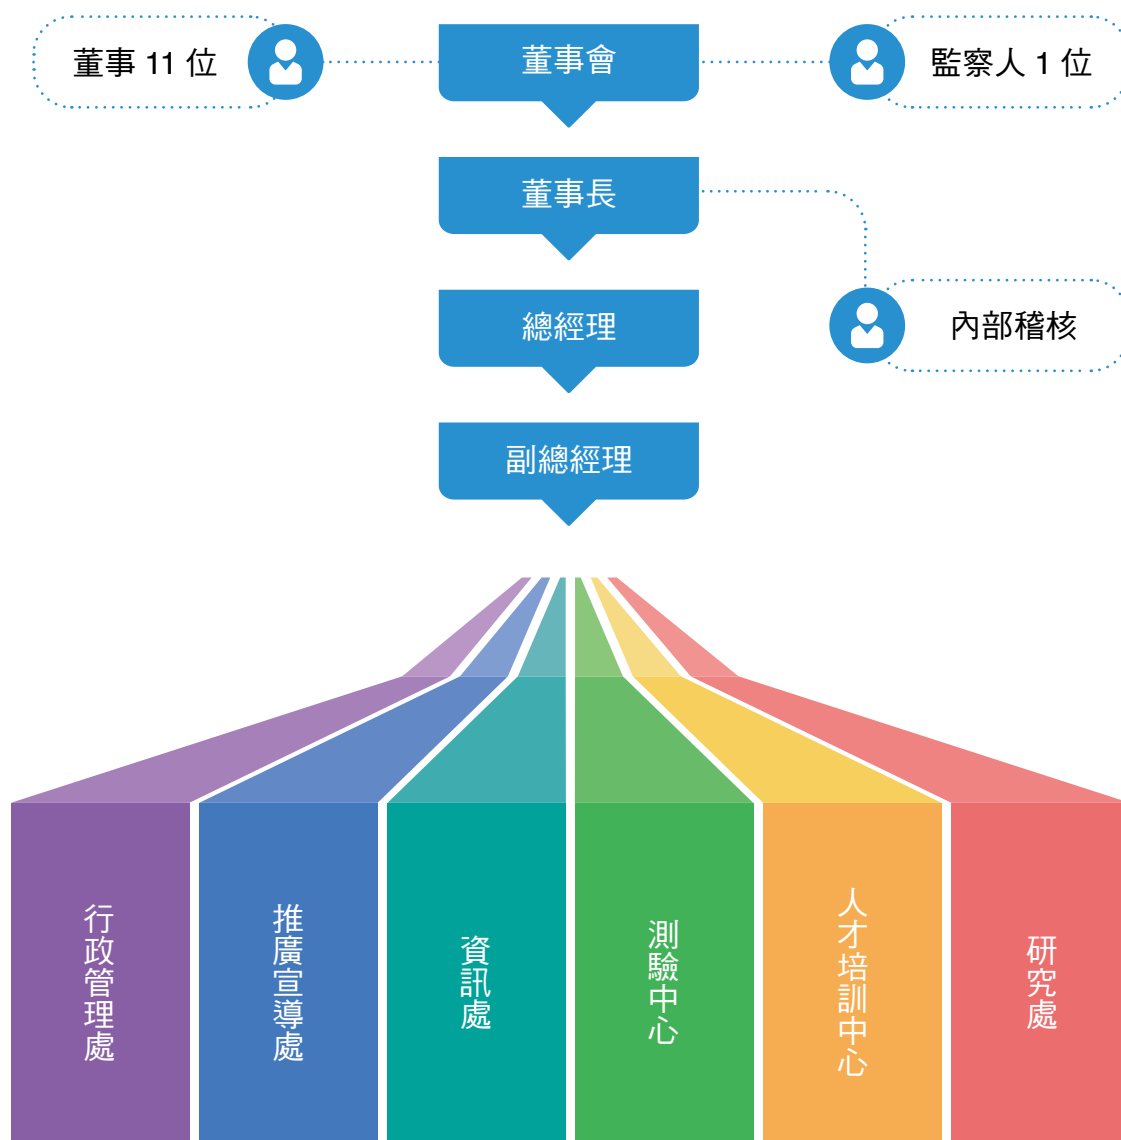 董事 11 位
董事會
監察人 1 位
董事長
總經理
內部稽核
副總經理
行政管理處
推廣宣導處
資訊處
測驗中心
人才培訓中心
研究處